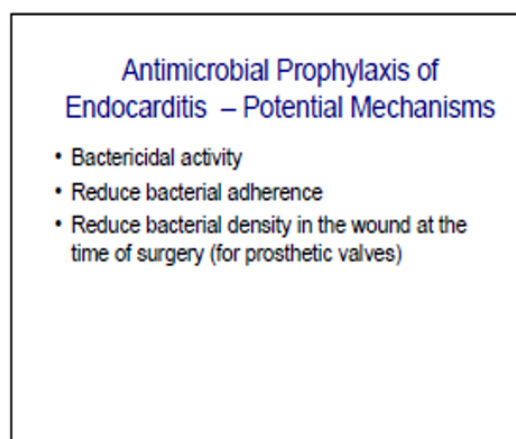 Antimicrobial Prophylaxis of
Endocarditis – Potential Mechanisms
• Bactericidal activity
• Reduce bacterial adherence
• Reduce bacterial density in the wound at the
time of surgery (for prosthetic valves)